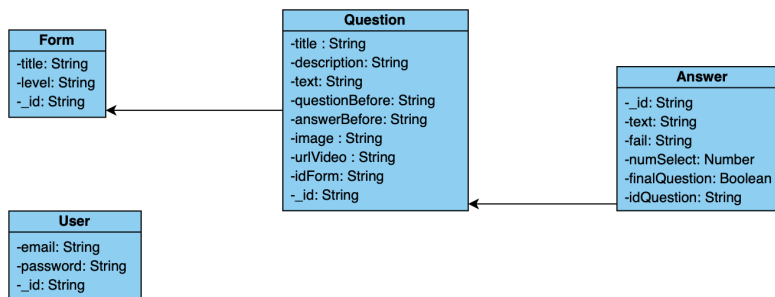 Form
-title: String
-level: String
-_id: String
Question
-title : String
-description: String
-text: String
-questionBefore: String
-answerBefore: String
-image : String
-urlVideo : String
-idForm: String
-_id: String
Answer
-_id: String
-text: String
-fail: String
-numSelect: Number
-finalQuestion: Boolean
-idQuestion: String
User
-email: String
-password: String
-_id: String